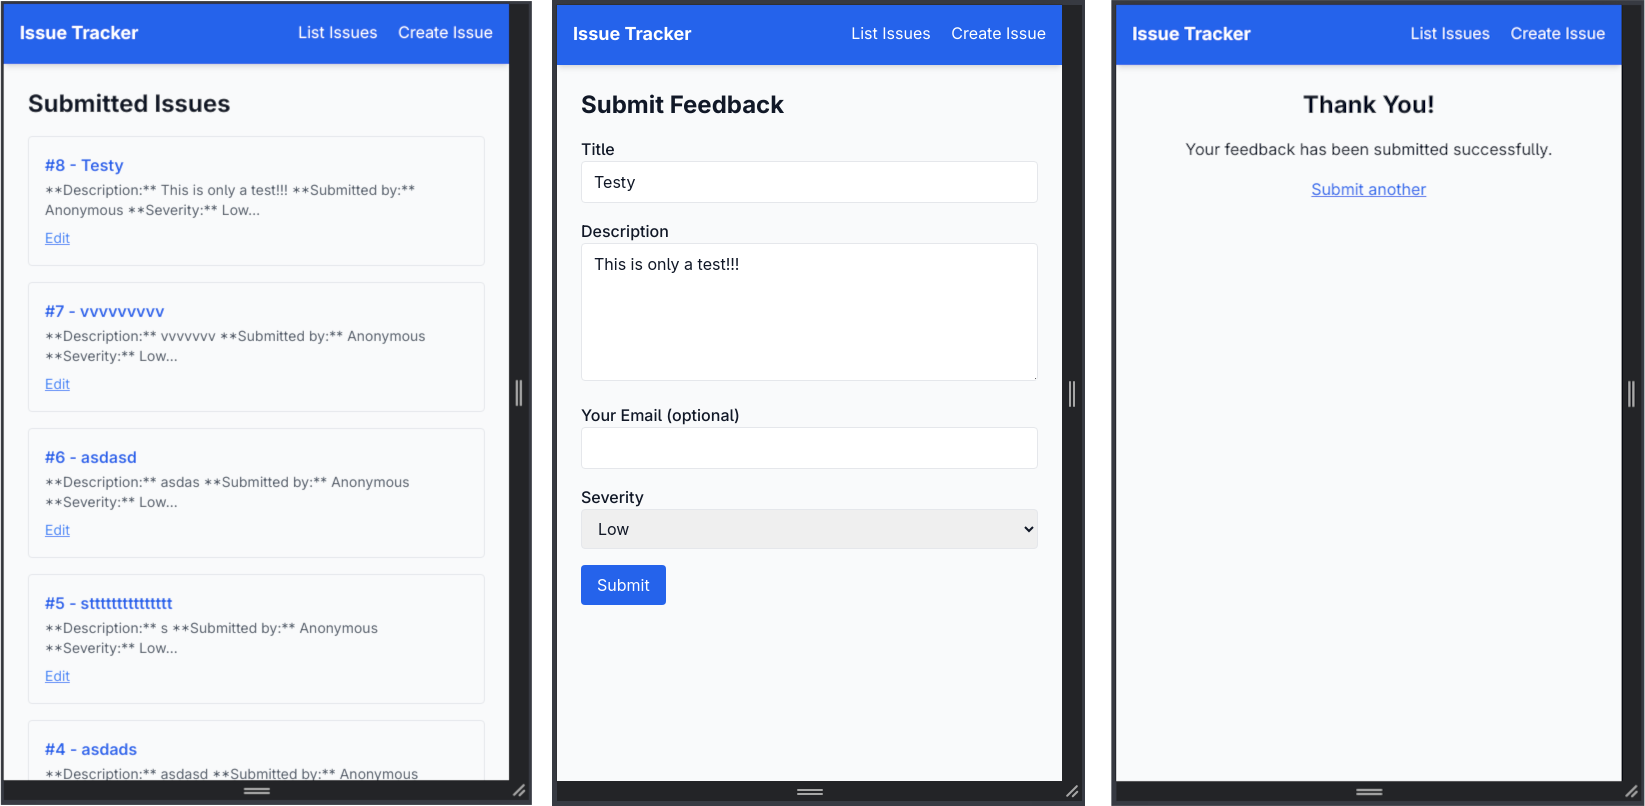 Issue Tracker
List Issues
Create Issue
Submitted Issues
#8 - Testy
**Description:** This is only a test!!! **Submitted by:**
Anonymous **Severity:** Low...
Edit
#7 - vvvvvvvvv
**Description:** vvvvvvv **Submitted by:** Anonymous
**Severity:** Low...
Edit
#6 - asdasd
**Description:** asdas **Submitted by:** Anonymous
**Severity:** Low...
Edit
#5 - sttttttttttttttt
**Description:** s **Submitted by:** Anonymous
**Severity:** Low...
Edit
#4 - asdads
**Description:** asdasd **Submitted by:** Anonymous
Issue Tracker
List Issues
Create Issue
Submit Feedback
Title
Testy
Description
This is only a test!!!
Your Email (optional)
Severity
Low
Submit
Issue Tracker
List Issues
Create Issue
Thank You!
Your feedback has been submitted successfully.
Submit another